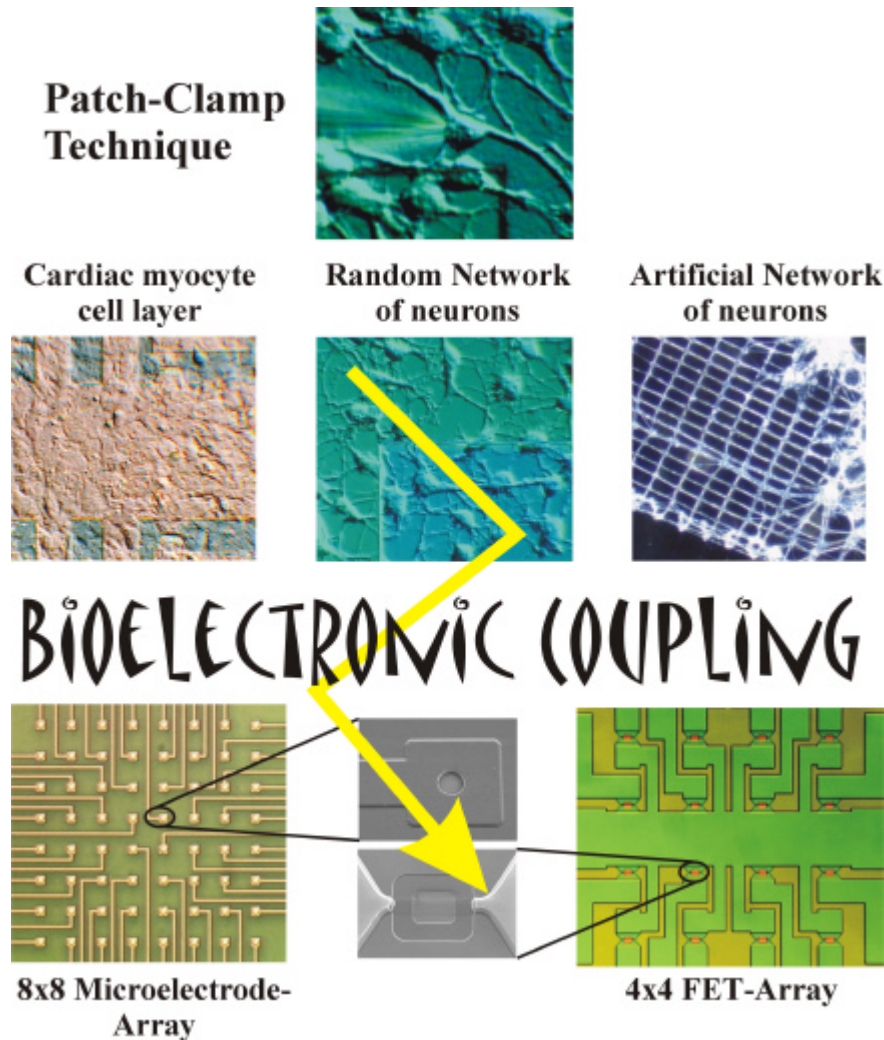 Patch-Clamp
Technique
Cardiac myocyte
cell layer
Random Network
of neurons
Artificial Network
of neurons
BIOELECTRONIC COUPLING
8x8 Microelectrode-
Array
4x4 FET-Array